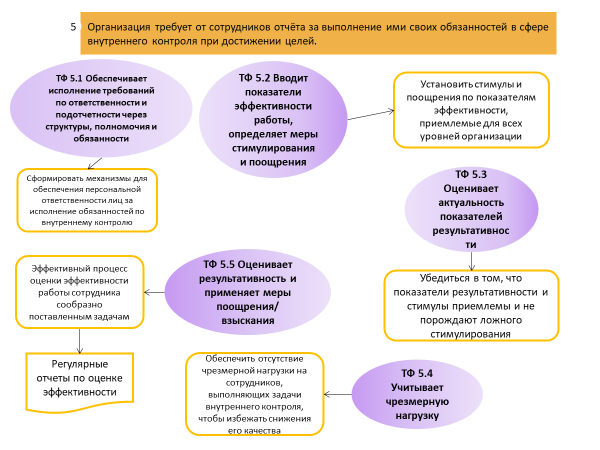 5 Организация требует от сотрудников отчёта за выполнение ими своих обязанностей в сфере
внутреннего контроля при достижении целей.
ТФ 5.1 Обеспечивает
исполнение требований
по ответственности и
подотчетности через
структуры, полномочия и
обязанности
ТФ 5.2 Вводит
показатели
эффективности
работы,
определяет меры
стимулирования
и поощрения
Установить стимулы и
поощрения по показателям
эффективности,
приемлемые для всех
уровней организации
Сформировать механизмы для
обеспечения персональной
ответственности лиц за
исполнение обязанностей по
внутреннему контролю
ТФ 5.3
Оценивает
актуальность
показателей
результативнос
ти
Эффективный процесс
оценки эффективности
работы сотрудника
сообразно
поставленным задачам
ТФ 5.5 Оценивает
результативность и
применяет меры
поощрения/
взыскания
Убедиться в том, что
показатели результативности и
стимулы приемлемы и не
порождают ложного
стимулирования
Регулярные
отчеты по оценке
эффективности
Обеспечить отсутствие
чрезмерной нагрузки на
сотрудников,
выполняющих задачи
внутреннего контроля,
чтобы избежать снижения
его качества
ТФ 5.4
Учитывает
чрезмерную
нагрузку